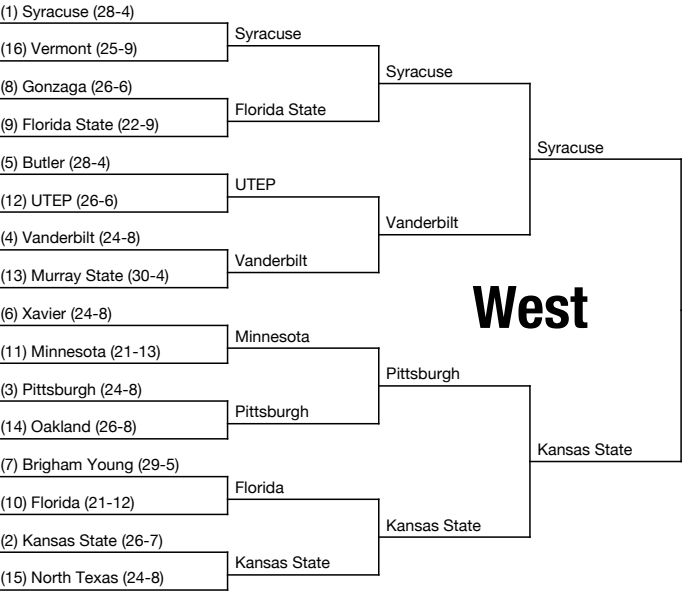 (1) Syracuse (28-4)
(16) Vermont (25-9)
(8) Gonzaga (26-6)
(9) Florida State (22-9)
(5) Butler (28-4)
(12) UTEP (26-6)
(4) Vanderbilt (24-8)
(13) Murray State (30-4)
(6) Xavier (24-8)
(11) Minnesota (21-13)
(3) Pittsburgh (24-8)
(14) Oakland (26-8)
(7) Brigham Young (29-5)
(10) Florida (21-12)
(2) Kansas State (26-7)
(15) North Texas (24-8)
Syracuse
Florida State
UTEP
Vanderbilt
Minnesota
Pittsburgh
Florida
Kansas State
Syracuse
Vanderbilt
Pittsburgh
Kansas State
Syracuse
Kansas State
West